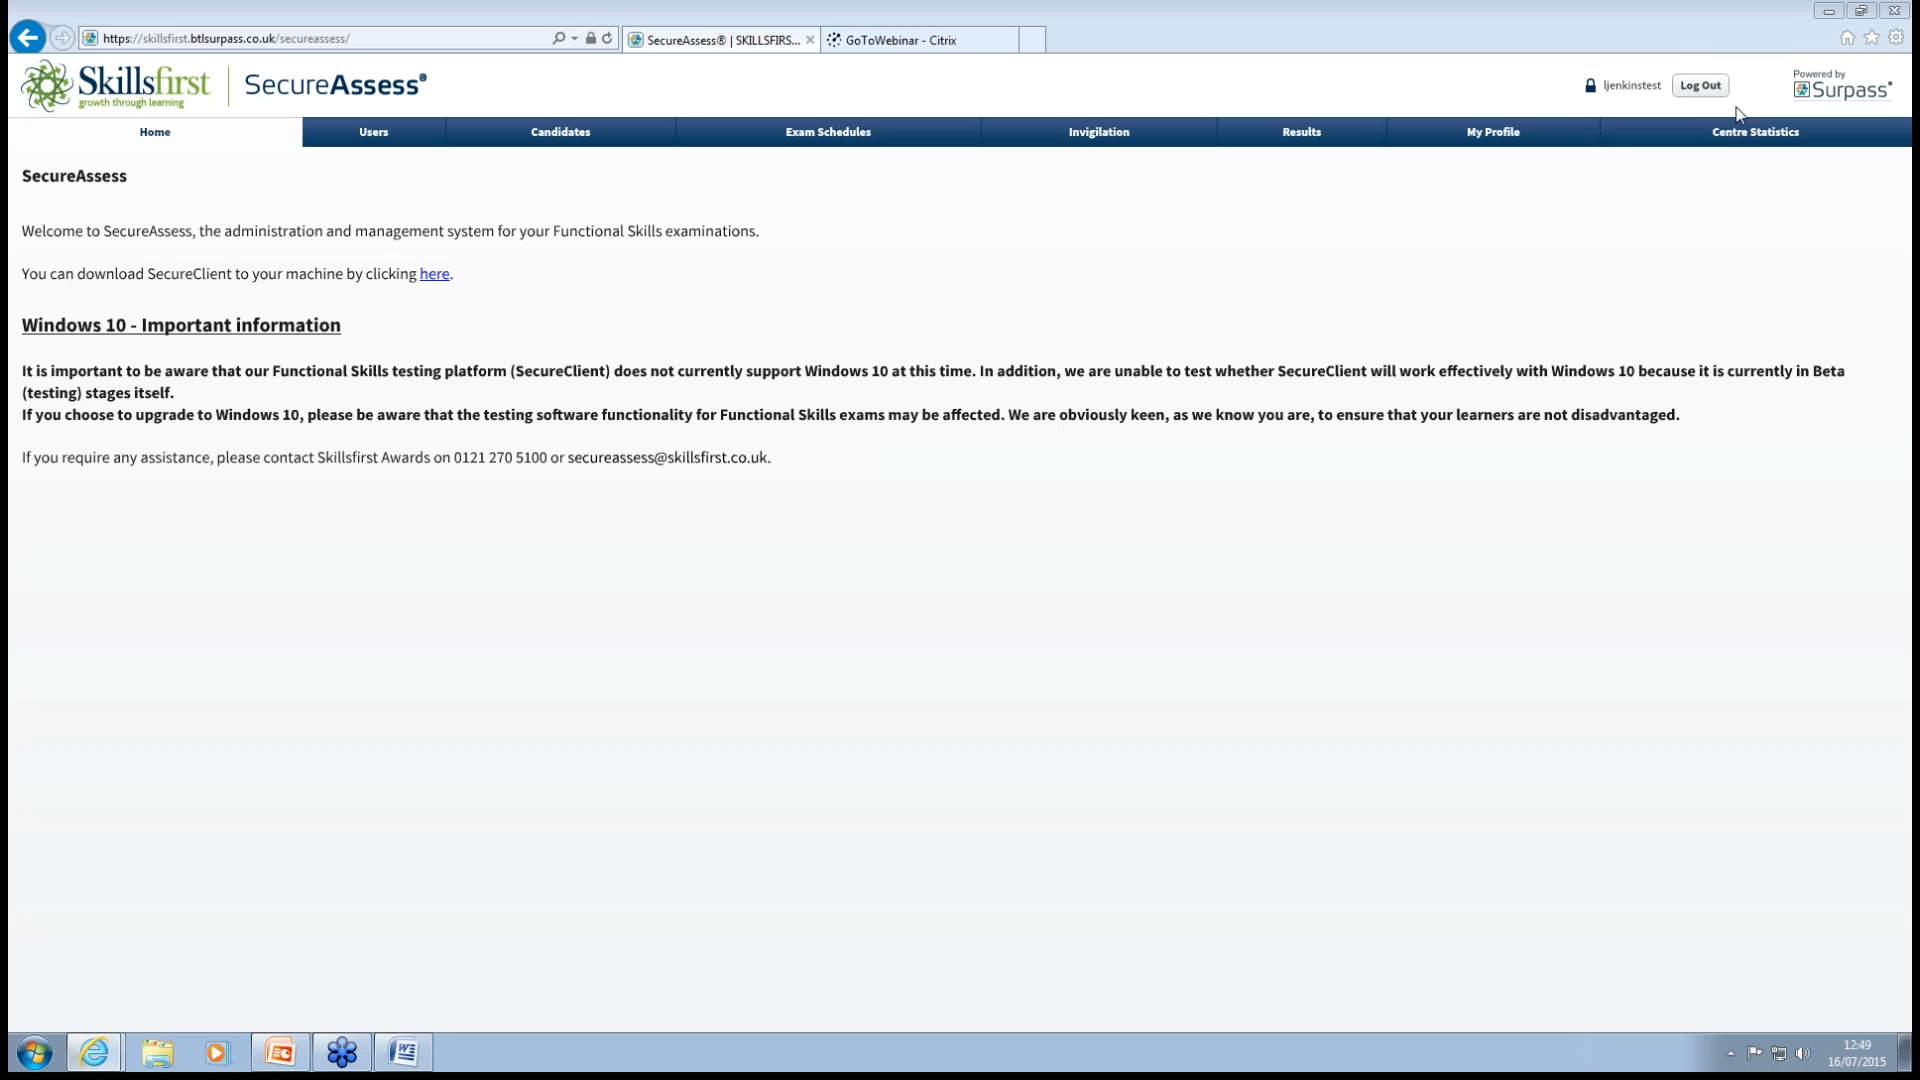 https://skillsfirst.btlsurpass.co.uk/secureassess/
SecureAssess® | SKILLSFIRS...
GoToWebinar - Citrix
Skillsfirst
growth through learning
SecureAssess®
ljenkinstest
Log Out
Powered by
Surpass
Home
Users
Candidates
Exam Schedules
Invigilation
Results
My Profile
Centre Statistics
SecureAssess
Welcome to SecureAssess, the administration and management system for your Functional Skills examinations.
You can download SecureClient to your machine by clicking here.
Windows 10 - Important information
It is important to be aware that our Functional Skills testing platform (SecureClient) does not currently support Windows 10 at this time. In addition, we are unable to test whether SecureClient will work effectively with Windows 10 because it is currently in Beta
(testing) stages itself.
If you choose to upgrade to Windows 10, please be aware that the testing software functionality for Functional Skills exams may be affected. We are obviously keen, as we know you are, to ensure that your learners are not disadvantaged.
If you require any assistance, please contact Skillsfirst Awards on 0121 270 5100 or secureassess@skillsfirst.co.uk.
12:49
16/07/2015